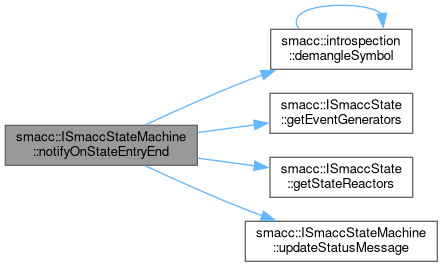 smacc::ISmaccStateMachine
::notifyOnStateEntryEnd
smacc::introspection
::demangleSymbol
smacc::ISmaccState
::getEventGenerators
smacc::ISmaccState
::getStateReactors
smacc::ISmaccStateMachine
::updateStatusMessage